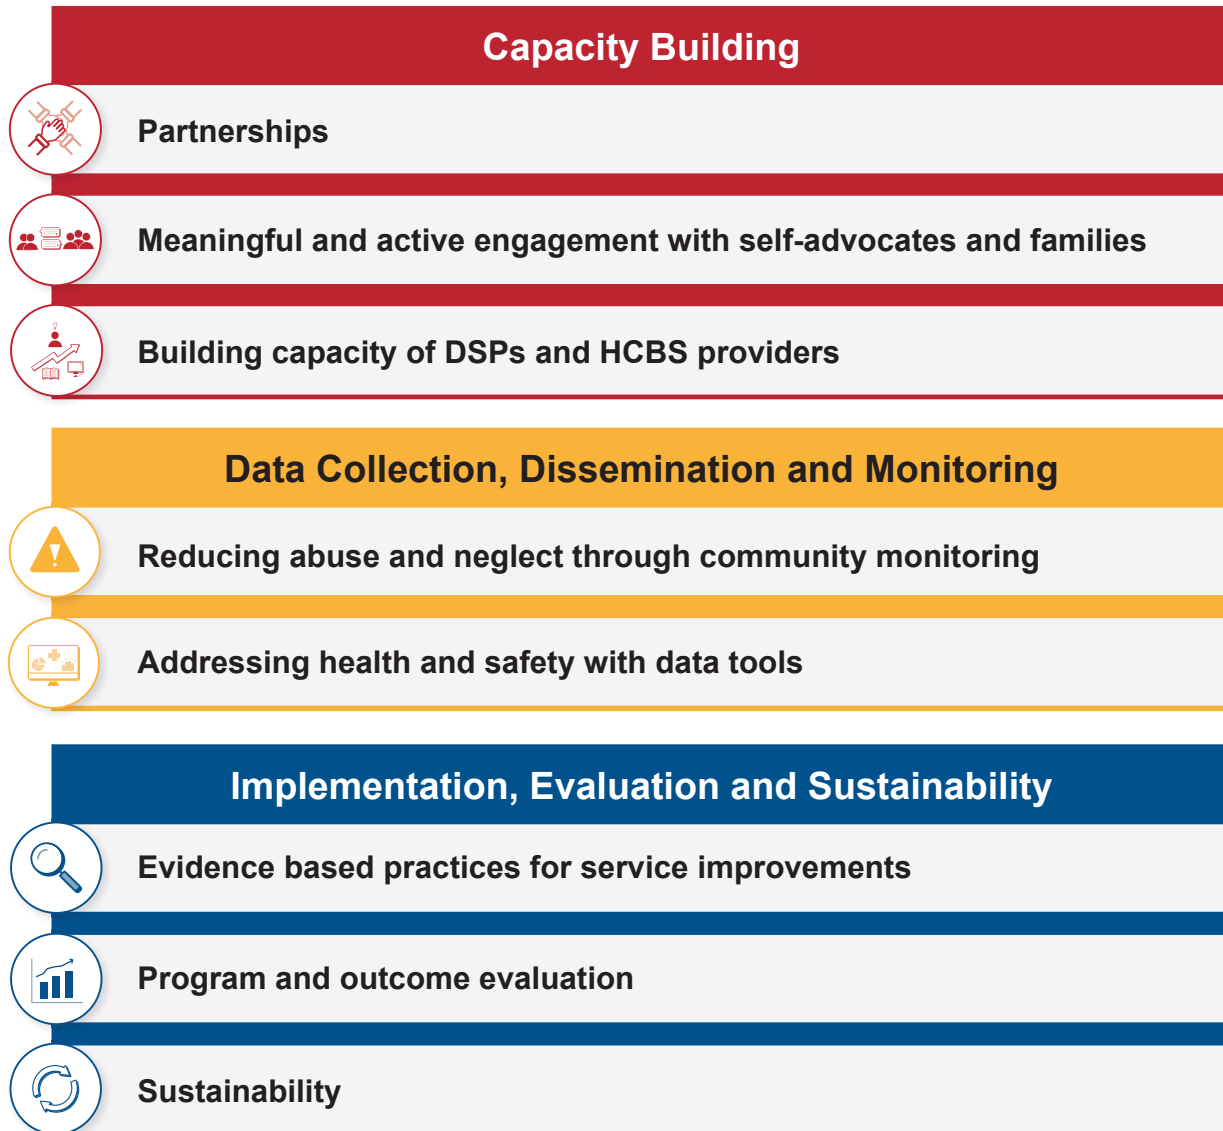 Capacity Building
Partnerships
Meaningful and active engagement with self-advocates and families
Building capacity of DSPs and HCBS providers
Data Collection, Dissemination and Monitoring
Reducing abuse and neglect through community monitoring
Addressing health and safety with data tools
Implementation, Evaluation and Sustainability
Evidence based practices for service improvements
Program and outcome evaluation
Sustainability